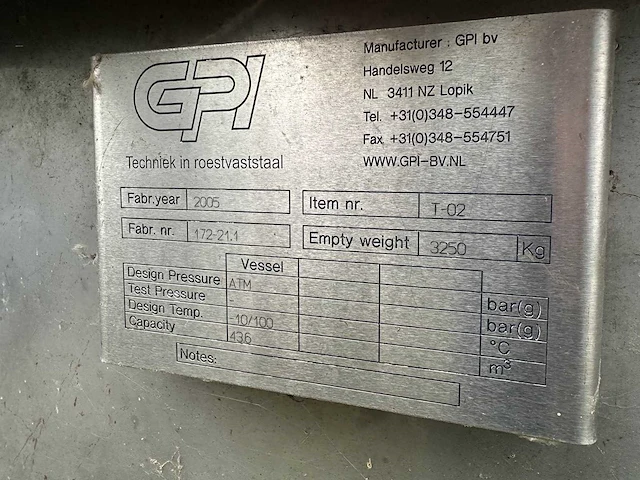 GPI
Techniek in roestvaststaal
Manufacturer : GPI bv
Handelsweg 12
NL 3411 NZ Lopik
Tel. +31(0)348-554447
Fax +31(0)348-554751
WWW.GPI-BV.NL
Fabr.year 2005
Item nr. T-02
Fabr. nr. 172-21.1
Empty weight 3250 Kg
Vessel
Design Pressure ATM bar(g)
Test Pressure bar(g)
Design Temp. -10/100 °C
Capacity 436 m³
Notes: